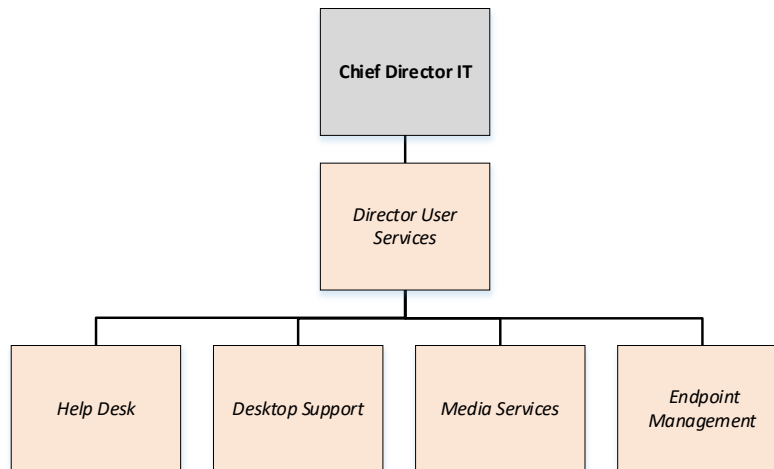 Chief Director IT
Director User
Services
Help Desk
Desktop Support
Media Services
Endpoint
Management